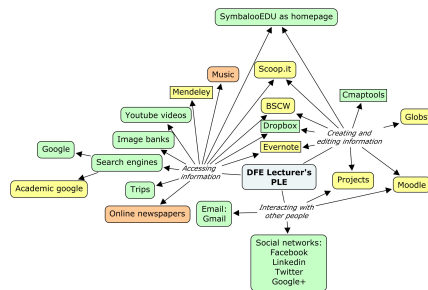 SymbalooEDU as homepage
Scoop.it
Music
Mendeley
Cmaptools
BSCW
Globst
Youtube videos
Dropbox
Creating and
editing information
Image banks
Evernote
Google
Search engines
Accessing
information
DFE Lecturer's
PLE
Projects
Moodle
Academic google
Trips
Online newspapers
Email:
Gmail
Interacting with
other people
Social networks:
Facebook
Linkedin
Twitter
Google+